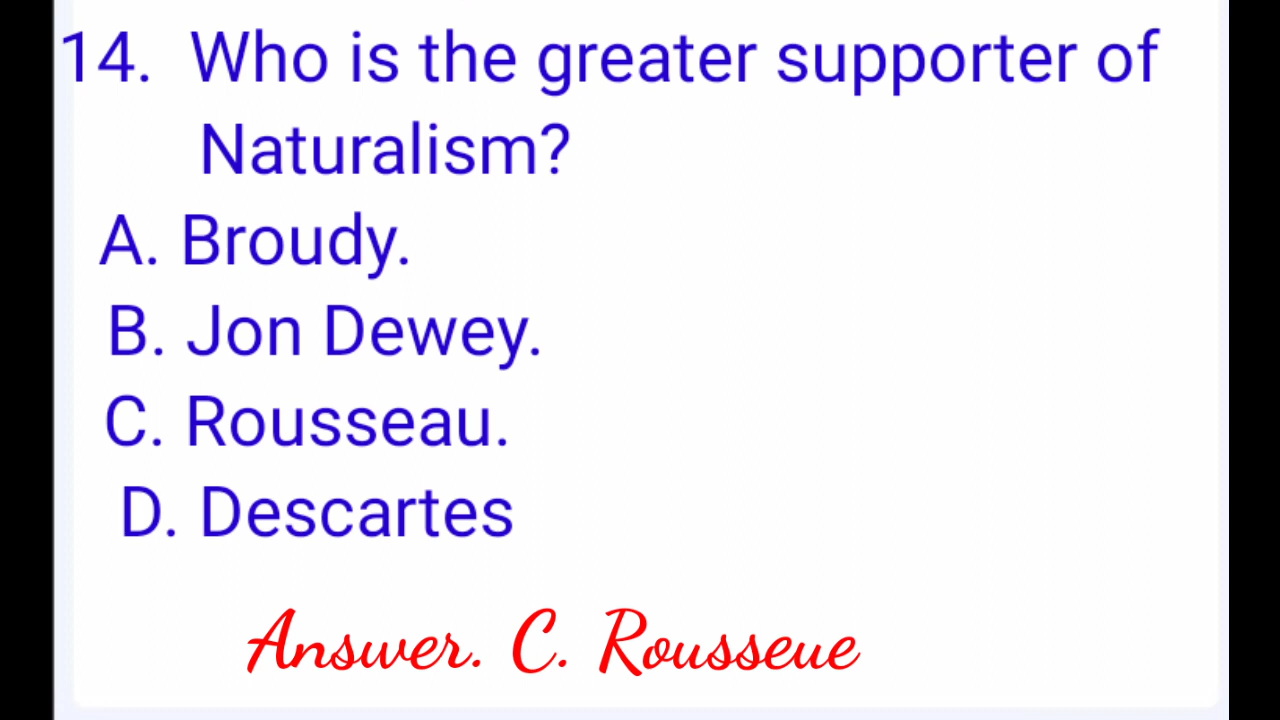 14. Who is the greater supporter of
Naturalism?
A. Broudy.
B. Jon Dewey.
C. Rousseau.
D. Descartes
Answer. C. Rousseue